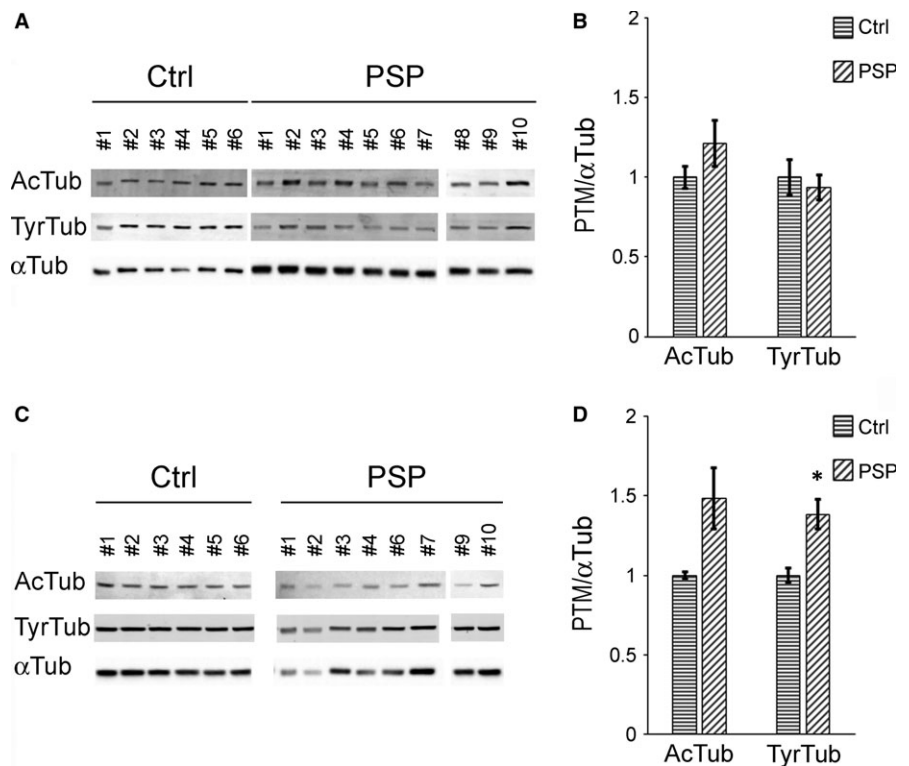 A
Ctrl PSP
#1 #2 #3 #4 #5 #6 #1 #2 #3 #4 #5 #6 #7 #8 #9 #10
AcTub
TyrTub
αTub
B
Ctrl
PSP
PTM/αTub
2
1.5
1
0.5
0
AcTub TyrTub
C
Ctrl PSP
#1 #2 #3 #4 #5 #6 #1 #2 #3 #4 #6 #7 #9 #10
AcTub
TyrTub
αTub
D
Ctrl
PSP
*
PTM/αTub
2
1.5
1
0.5
0
AcTub TyrTub